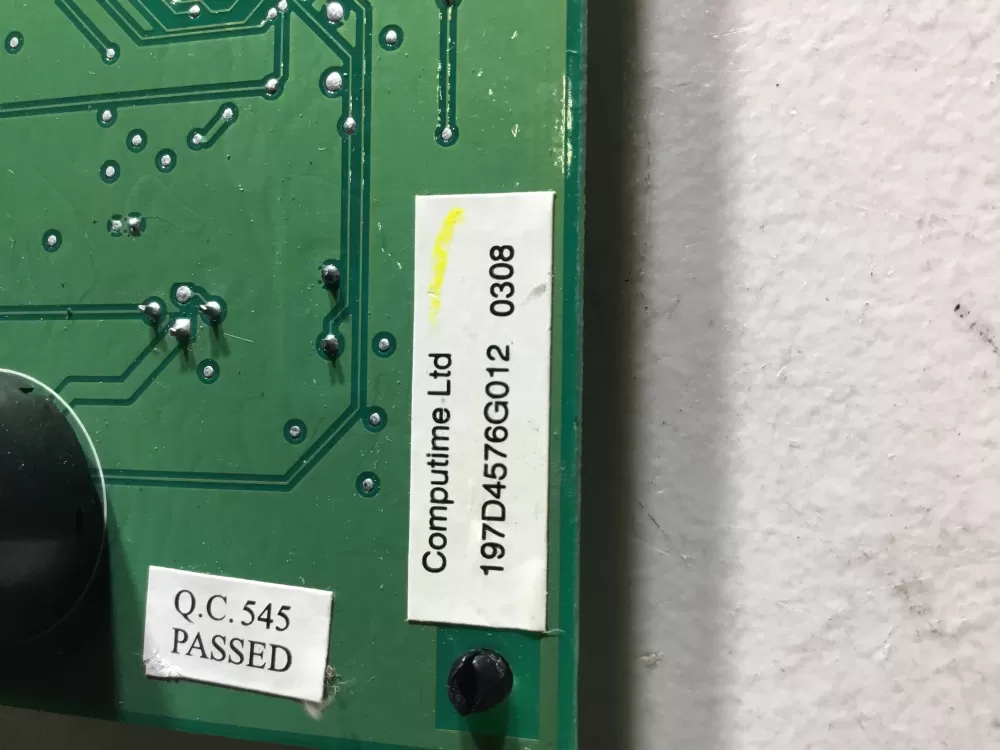 Computime Ltd
197D4576G012 0308
Q.C. 545
PASSED